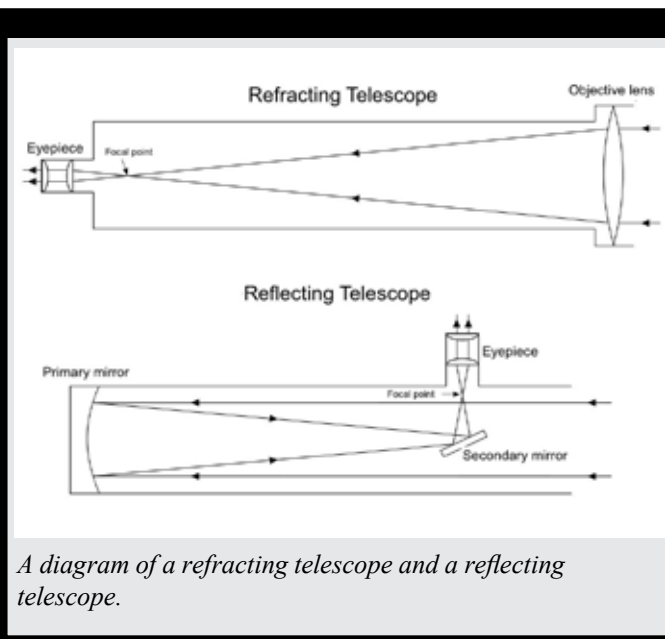 Refracting Telescope
Objective lens
Eyepiece
Focal point
Reflecting Telescope
Eyepiece
Primary mirror
Focal point
Secondary mirror
A diagram of a refracting telescope and a reflecting
telescope.